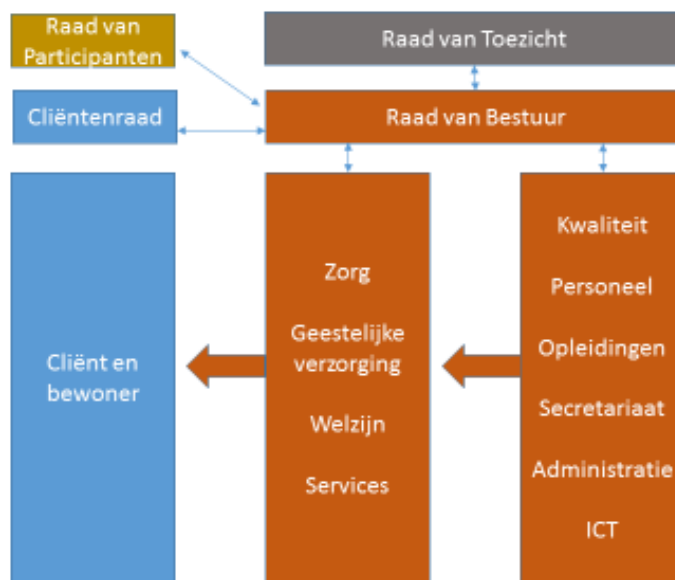 Raad van
Participanten
Raad van Toezicht
Cliëntenraad
Raad van Bestuur
Cliënt en
bewoner
Zorg
Geestelijke
verzorging
Welzijn
Services
Kwaliteit
Personeel
Opleidingen
Secretariaat
Administratie
ICT